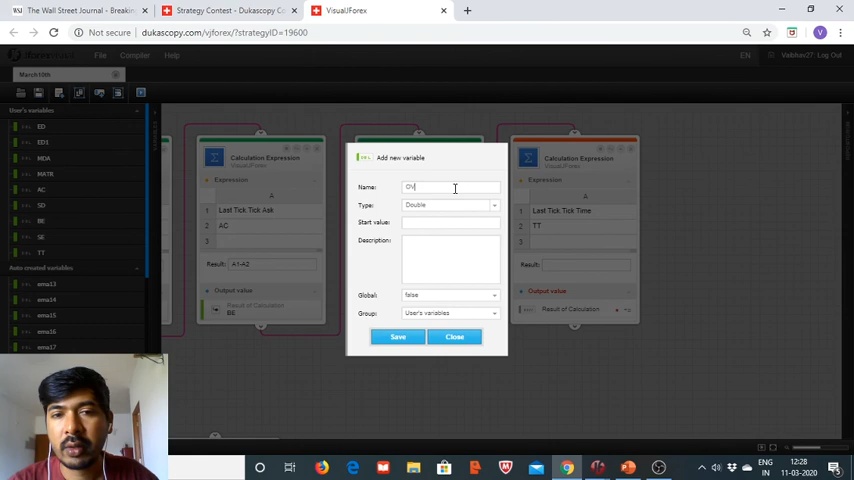 The Wall Street Journal - Breakin
Strategy Contest - Dukascopy Co
VisualJForex
Not secure
dukascopy.com/vjforex/?strategyID=19600
V
File Compiler Help
EN
Vaibhav27: Log Out
March10th
User's variables
ED
ED1
MDA
MATR
AC
SD
BE
SE
TT
Auto created variables
ema13
ema14
ema15
ema16
ema17
Calculation Expression
VisualJForex
Expression
A
1 Last Tick.Tick Ask
2 AC
3
Result: A1-A2
Output value
Result of Calculation
BE
Add new variable
Name: OV
Type: Double
Start value:
Description:
Global: false
Group: User's variables
Save
Close
Calculation Expression
VisualJForex
Expression
A
1 Last Tick.Tick Time
2 TT
3
Result:
Output value
Result of Calculation
ENG
IN
12:28
11-03-2020